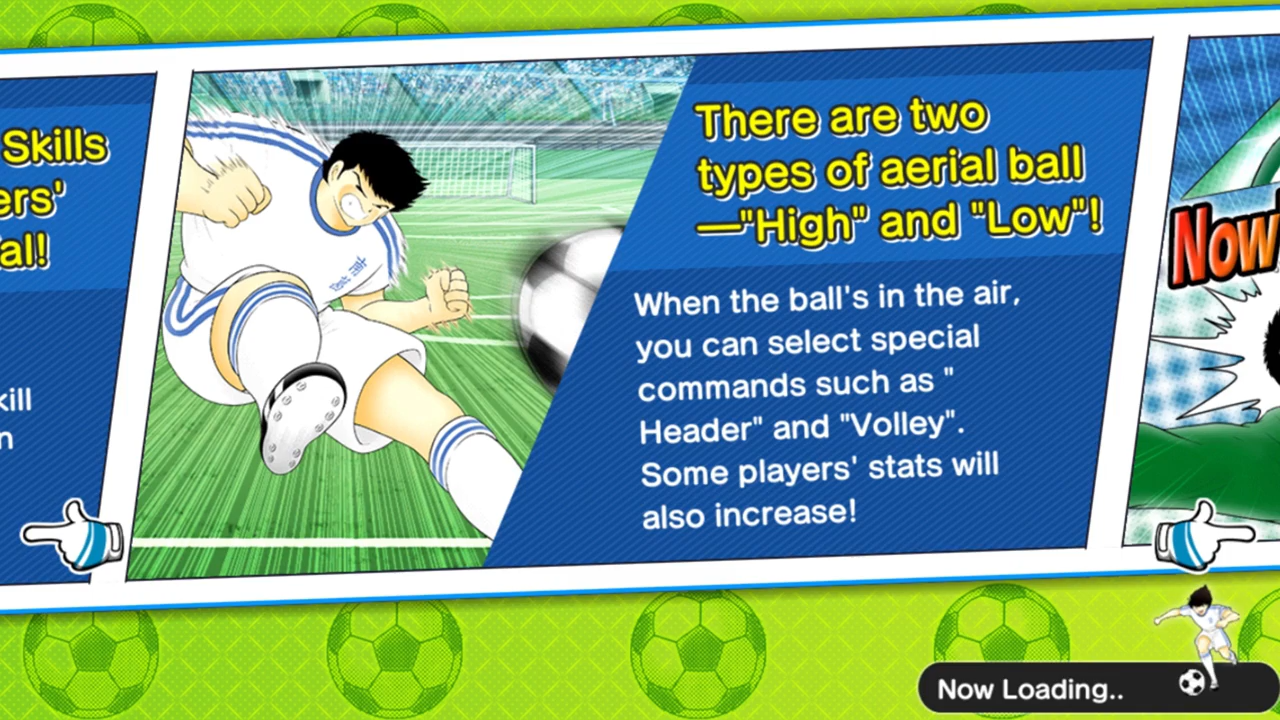 Skills
ers'
al!
kill
n
There are two
types of aerial ball
—"High" and "Low"!
When the ball's in the air,
you can select special
commands such as "
Header" and "Volley".
Some players' stats will
also increase!
Now
南葛
Now Loading..